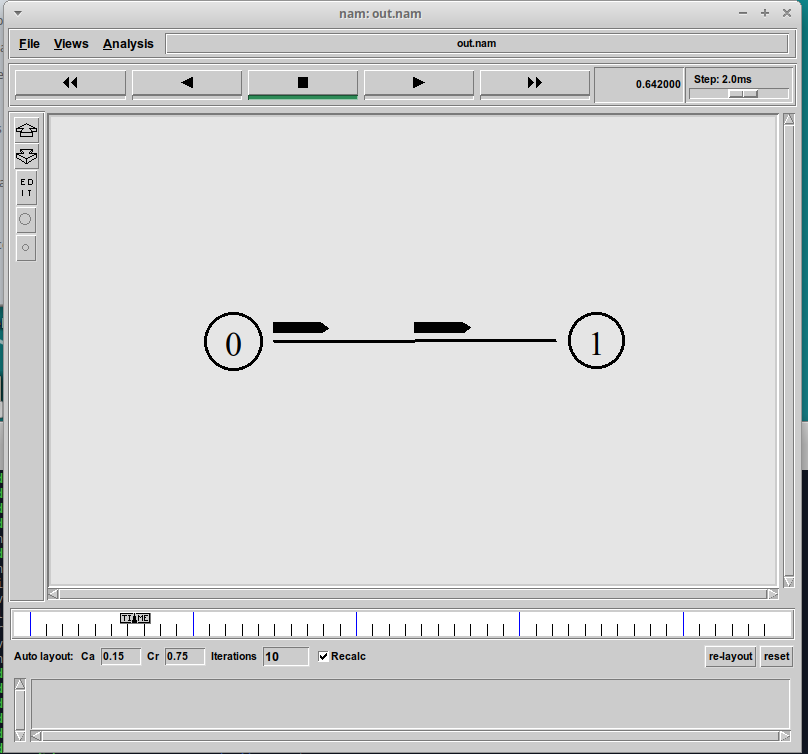 nam: out.nam
File Views Analysis out.nam
0.642000 Step: 2.0ms
ED
IT
0 1
TIME
Auto layout: Ca 0.15 Cr 0.75 Iterations 10 Recalc re-layout reset